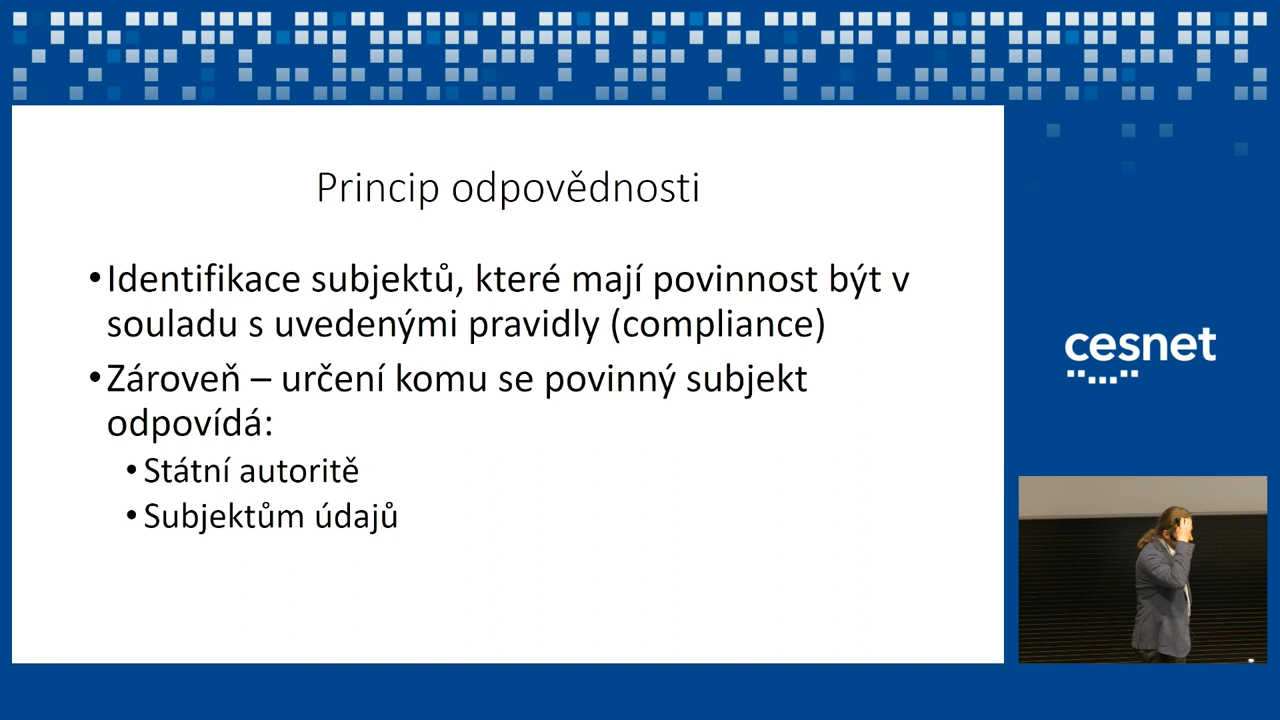 Princip odpovědnosti
•Identifikace subjektů, které mají povinnost být v
souladu s uvedenými pravidly (compliance)
•Zároveň – určení komu se povinný subjekt
odpovídá:
•Státní autoritě
•Subjektům údajů
cesnet